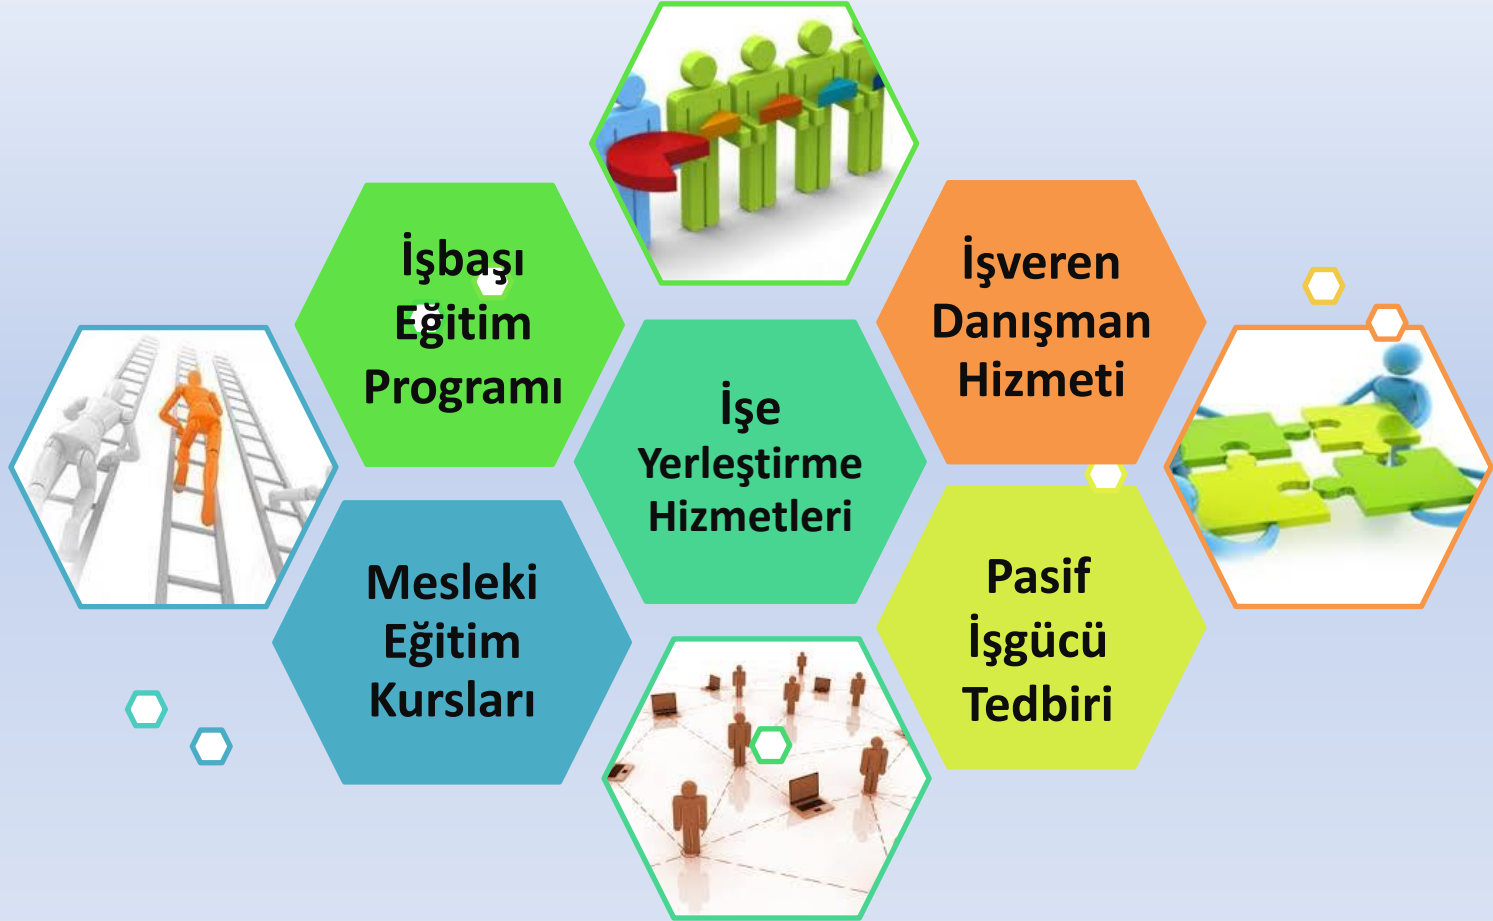 İşbaşı
Eğitim
Programı
İşveren
Danışman
Hizmeti
İşe
Yerleştirme
Hizmetleri
Mesleki
Eğitim
Kursları
Pasif
İşgücü
Tedbiri